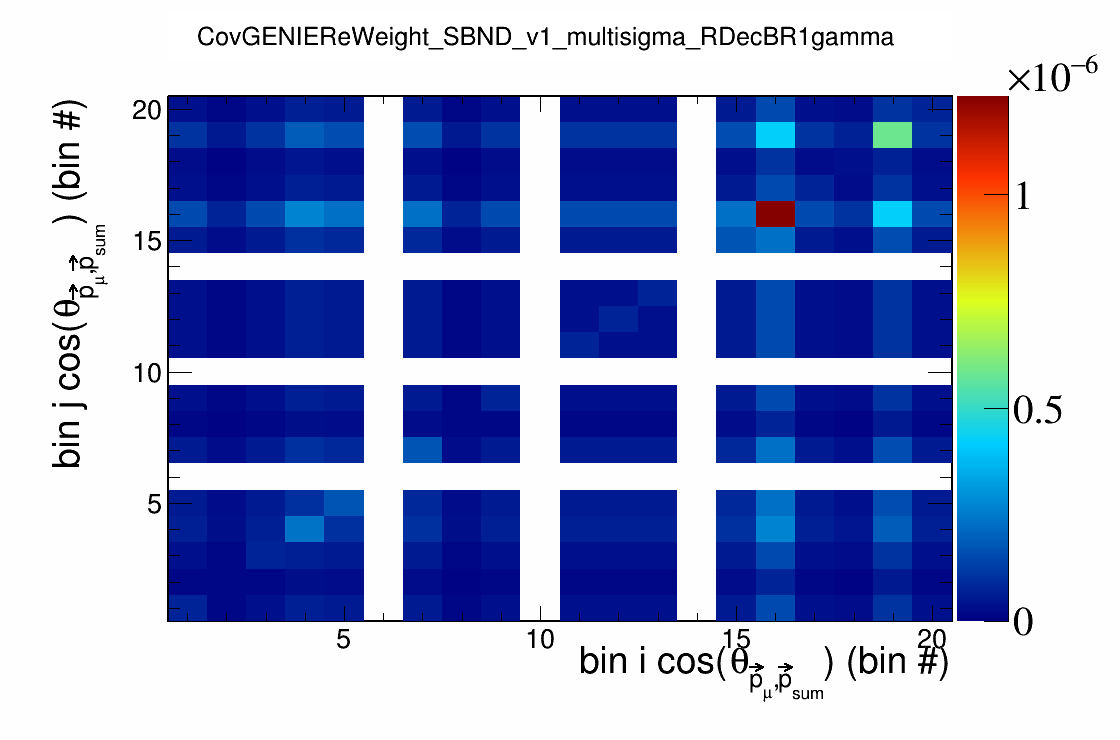 CovGENIEReWeight_SBND_v1_multisigma_RDecBR1gamma
×10⁻⁶
bin j cos(θ_{p⃗_μ,p⃗_sum}) (bin #)
20
15
10
5
5 10 15 20
bin i cos(θ_{p⃗_μ,p⃗_sum}) (bin #)
1
0.5
0